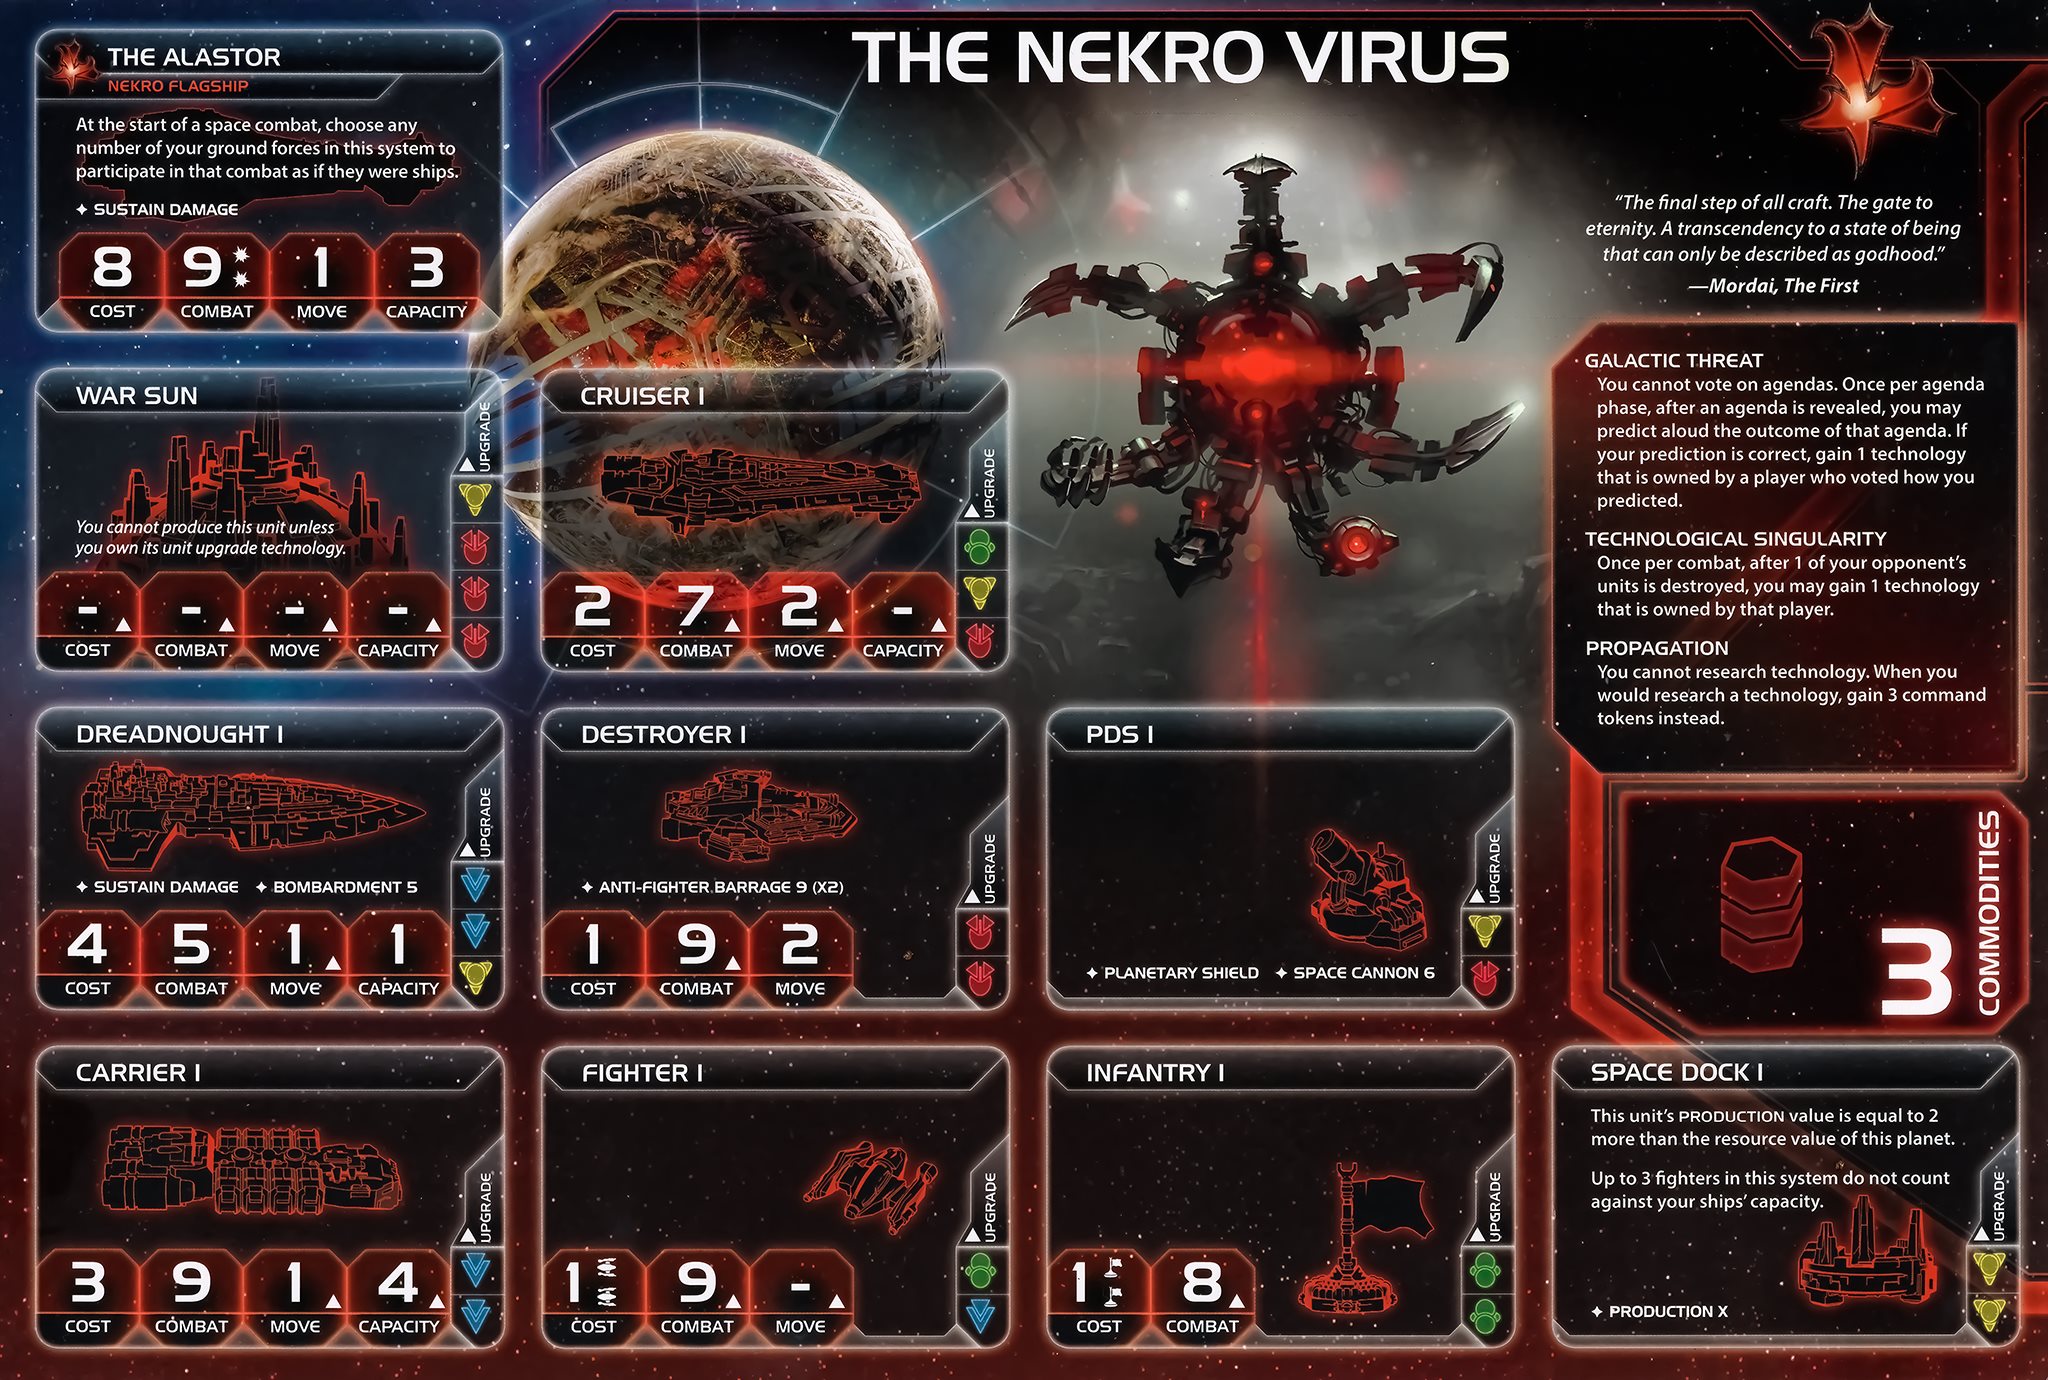 THE NEKRO VIRUS
THE ALASTOR
NEKRO FLAGSHIP
At the start of a space combat, choose any
number of your ground forces in this system to
participate in that combat as if they were ships.
✦ SUSTAIN DAMAGE
8 9 1 3
COST COMBAT MOVE CAPACITY
“The final step of all craft. The gate to
eternity. A transcendency to a state of being
that can only be described as godhood.”
—Mordai, The First
WAR SUN
UPGRADE
You cannot produce this unit unless
you own its unit upgrade technology.
- - - -
COST COMBAT MOVE CAPACITY
CRUISER I
UPGRADE
2 7 2 -
COST COMBAT MOVE CAPACITY
GALACTIC THREAT
You cannot vote on agendas. Once per agenda
phase, after an agenda is revealed, you may
predict aloud the outcome of that agenda. If
your prediction is correct, gain 1 technology
that is owned by a player who voted how you
predicted.
TECHNOLOGICAL SINGULARITY
Once per combat, after 1 of your opponent’s
units is destroyed, you may gain 1 technology
that is owned by that player.
PROPAGATION
You cannot research technology. When you
would research a technology, gain 3 command
tokens instead.
DREADNOUGHT I
UPGRADE
✦ SUSTAIN DAMAGE ✦ BOMBARDMENT 5
4 5 1 1
COST COMBAT MOVE CAPACITY
DESTROYER I
UPGRADE
✦ ANTI-FIGHTER BARRAGE 9 (X2)
1 9 2
COST COMBAT MOVE
PDS I
UPGRADE
✦ PLANETARY SHIELD ✦ SPACE CANNON 6
3
COMMODITIES
CARRIER I
UPGRADE
3 9 1 4
COST COMBAT MOVE CAPACITY
FIGHTER I
UPGRADE
1 9 -
COST COMBAT MOVE
INFANTRY I
UPGRADE
1 8
COST COMBAT
SPACE DOCK I
This unit’s PRODUCTION value is equal to 2
more than the resource value of this planet.
Up to 3 fighters in this system do not count
against your ships’ capacity.
UPGRADE
✦ PRODUCTION X